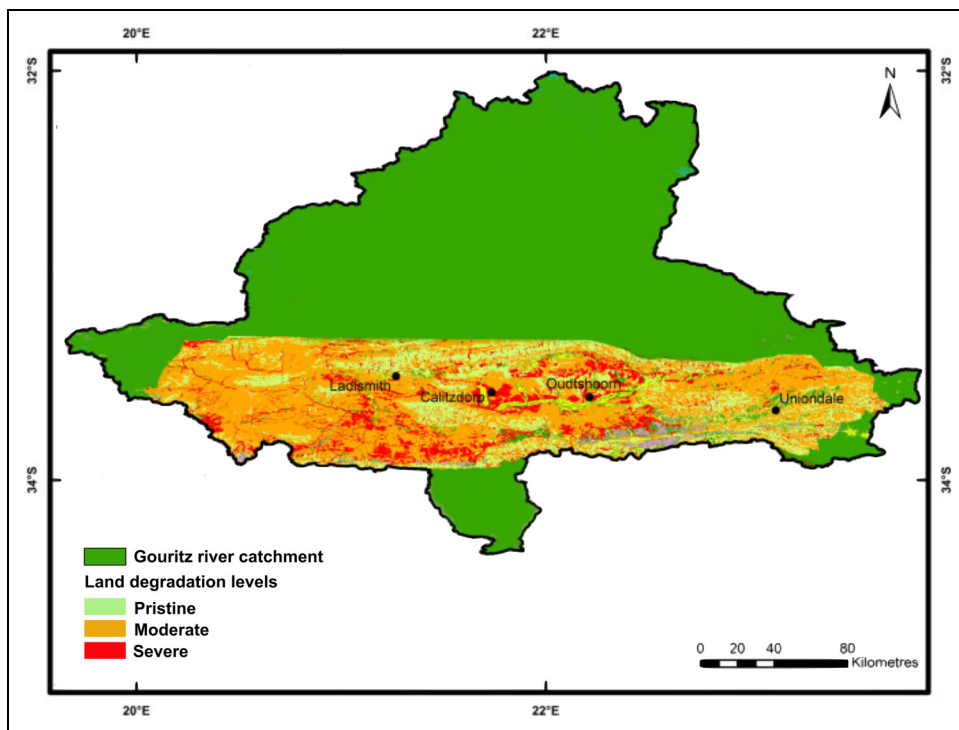 20°E 22°E
32°S 32°S
N
Ladismith
Calitzdorp
Oudtshoorn
Uniondale
34°S 34°S
Gouritz river catchment
Land degradation levels
Pristine
Moderate
Severe
0 20 40 80
Kilometres
20°E 22°E